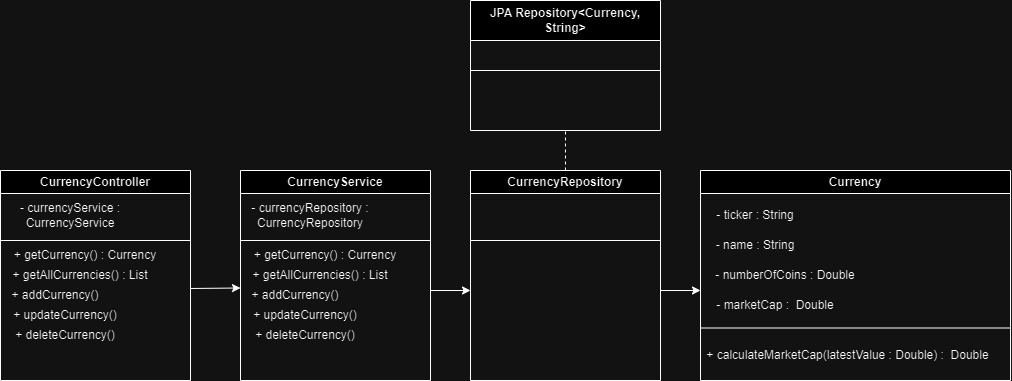 JPA Repository<Currency,
String>
CurrencyController
- currencyService :
CurrencyService
+ getCurrency() : Currency
+ getAllCurrencies() : List
+ addCurrency()
+ updateCurrency()
+ deleteCurrency()
CurrencyService
- currencyRepository :
CurrencyRepository
+ getCurrency() : Currency
+ getAllCurrencies() : List
+ addCurrency()
+ updateCurrency()
+ deleteCurrency()
CurrencyRepository
Currency
- ticker : String
- name : String
- numberOfCoins : Double
- marketCap :  Double
+ calculateMarketCap(latestValue : Double) :  Double